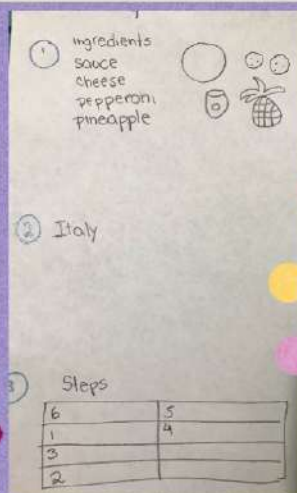 1 ingredients
sauce
cheese
pepperoni
pineapple
2 Italy
3 Steps
6 5
1 4
3
2